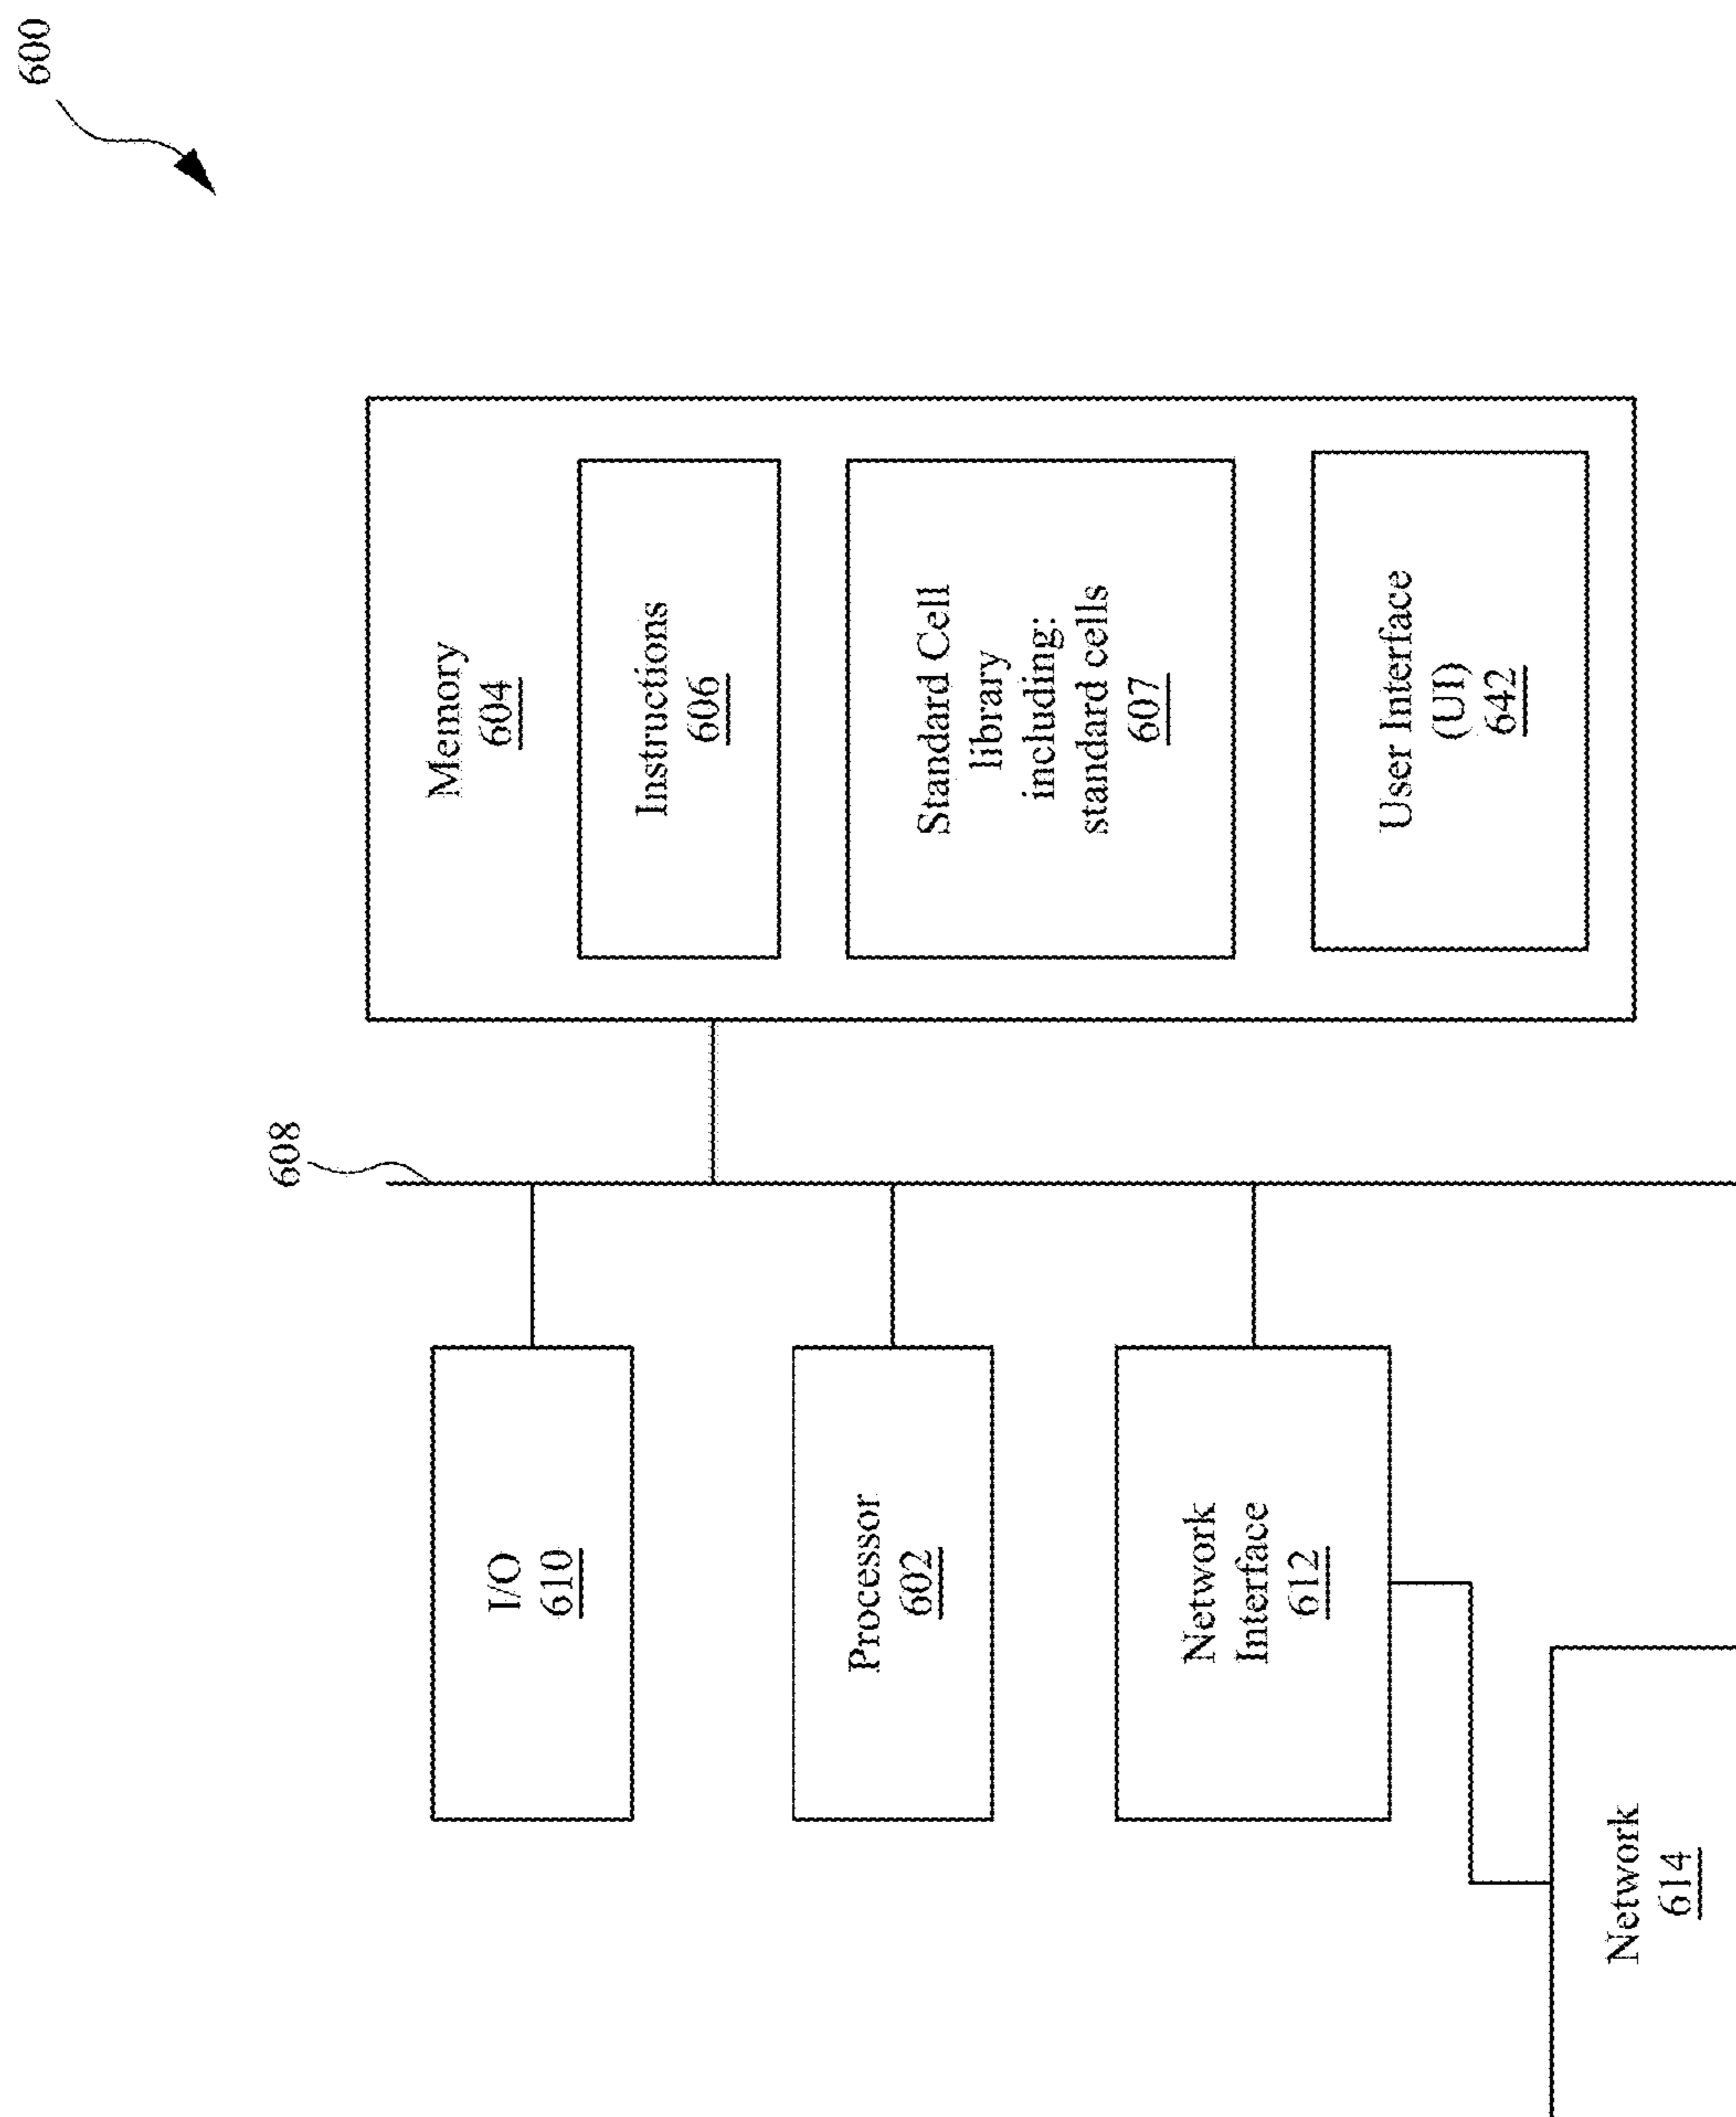 600
608
I/O
610
Processor
602
Network
Interface
612
Network
614
Memory
604
Instructions
606
Standard Cell
library
including:
standard cells
607
User Interface
(UI)
642